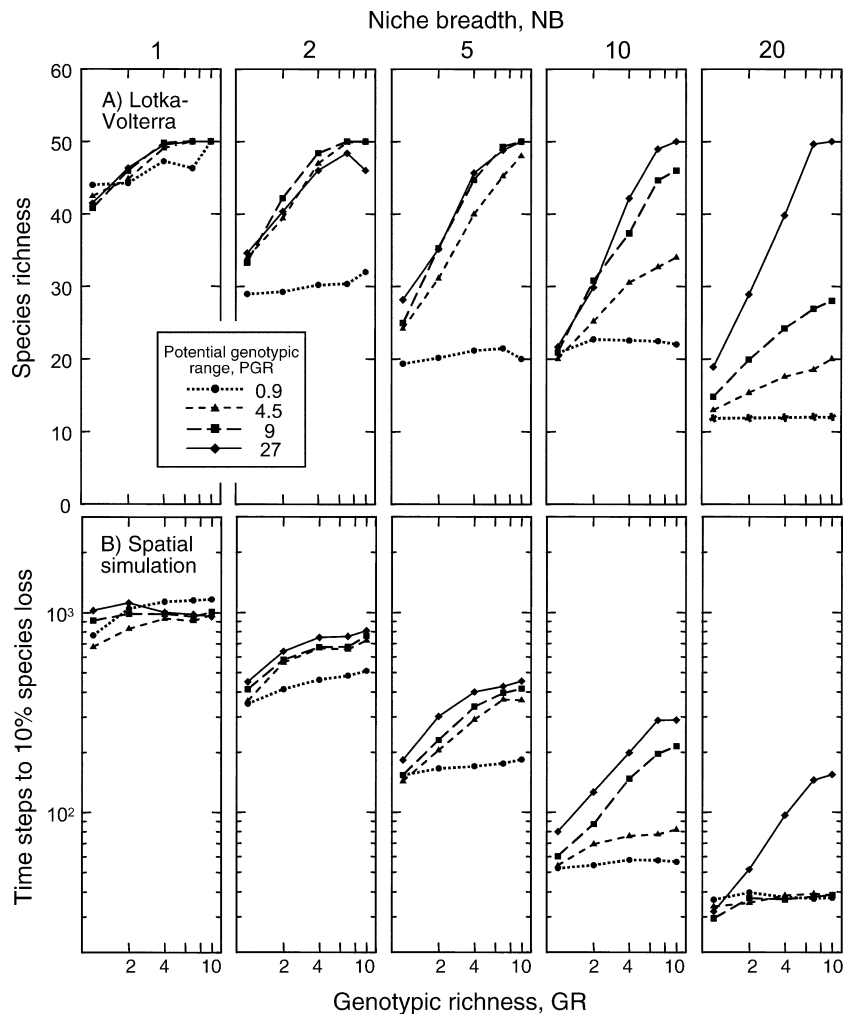 Niche breadth, NB
1 2 5 10 20
60
50
40
30
20
10
0
Species richness
A) Lotka-
Volterra
Potential genotypic
range, PGR
0.9
4.5
9
27
B) Spatial
simulation
10³
10²
Time steps to 10% species loss
2 4 10 2 4 10 2 4 10 2 4 10 2 4 10
Genotypic richness, GR